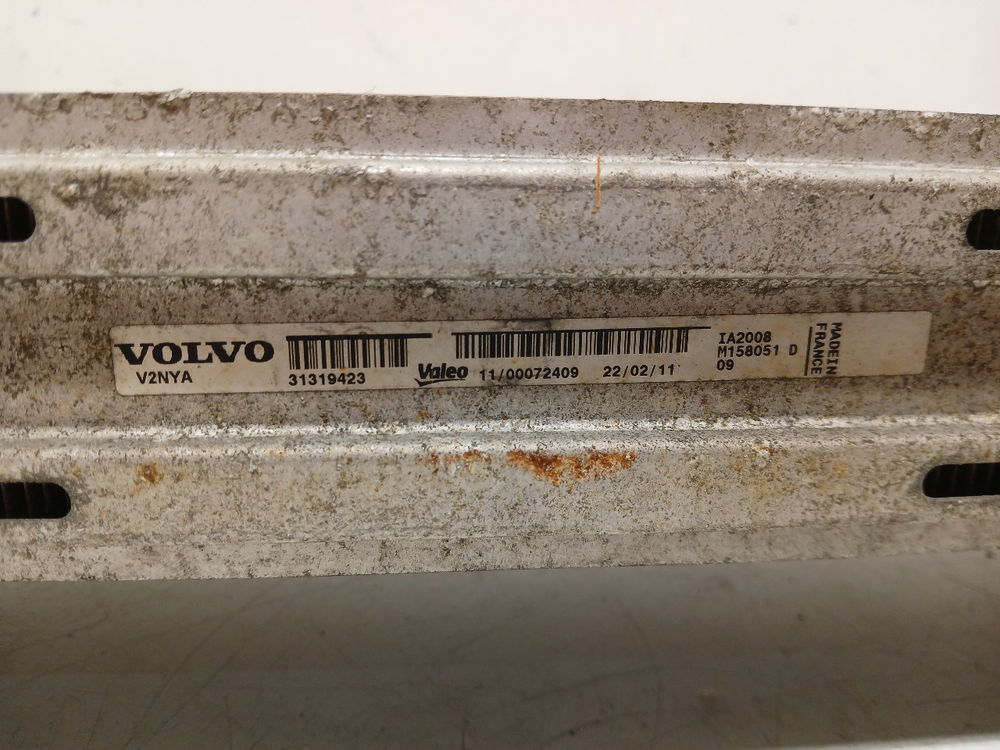 VOLVO
V2NYA
31319423
Valeo
11/00072409 22/02/11
IA2008
M158051 D
09
MADE IN
FRANCE